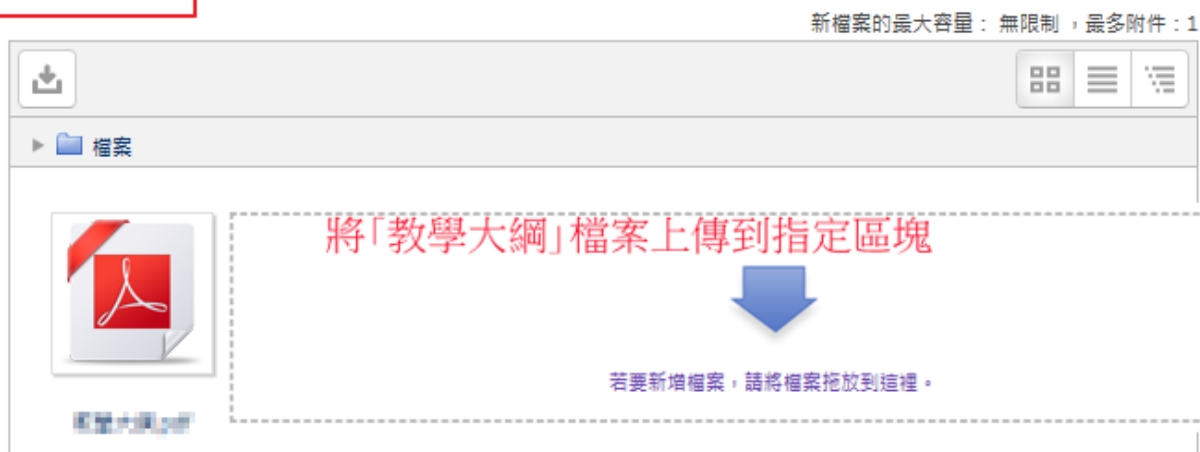 新檔案的最大容量： 無限制 ，最多附件：1
檔案
將「教學大綱」檔案上傳到指定區塊
若要新增檔案，請將檔案拖放到這裡。